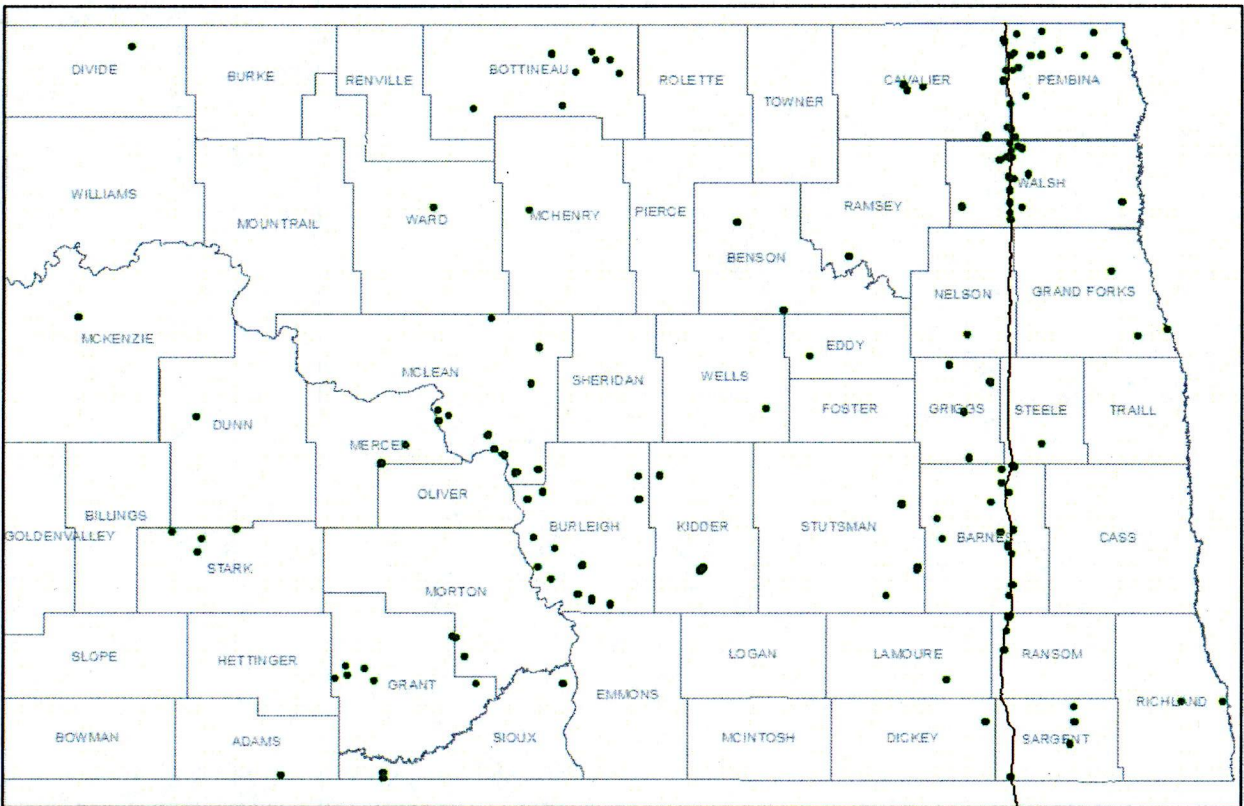 DIVIDE
BURKE
RENVILLE
BOTTINEAU
ROLETTE
TOWNER
CAVALIER
PEMBINA
WILLIAMS
MOUNTRAIL
WARD
MCHENRY
PIERCE
BENSON
RAMSEY
WALSH
MCKENZIE
NELSON
GRAND FORKS
MCLEAN
SHERIDAN
WELLS
EDDY
FOSTER
GRIGGS
STEELE
TRAILL
DUNN
MERCER
OLIVER
BILLINGS
GOLDENVALLEY
STARK
BURLEIGH
KIDDER
STUTSMAN
BARNES
CASS
MORTON
SLOPE
HETTINGER
GRANT
EMMONS
LOGAN
LAMOURE
RANSOM
RICHLAND
BOWMAN
ADAMS
SIOUX
MCINTOSH
DICKEY
SARGENT